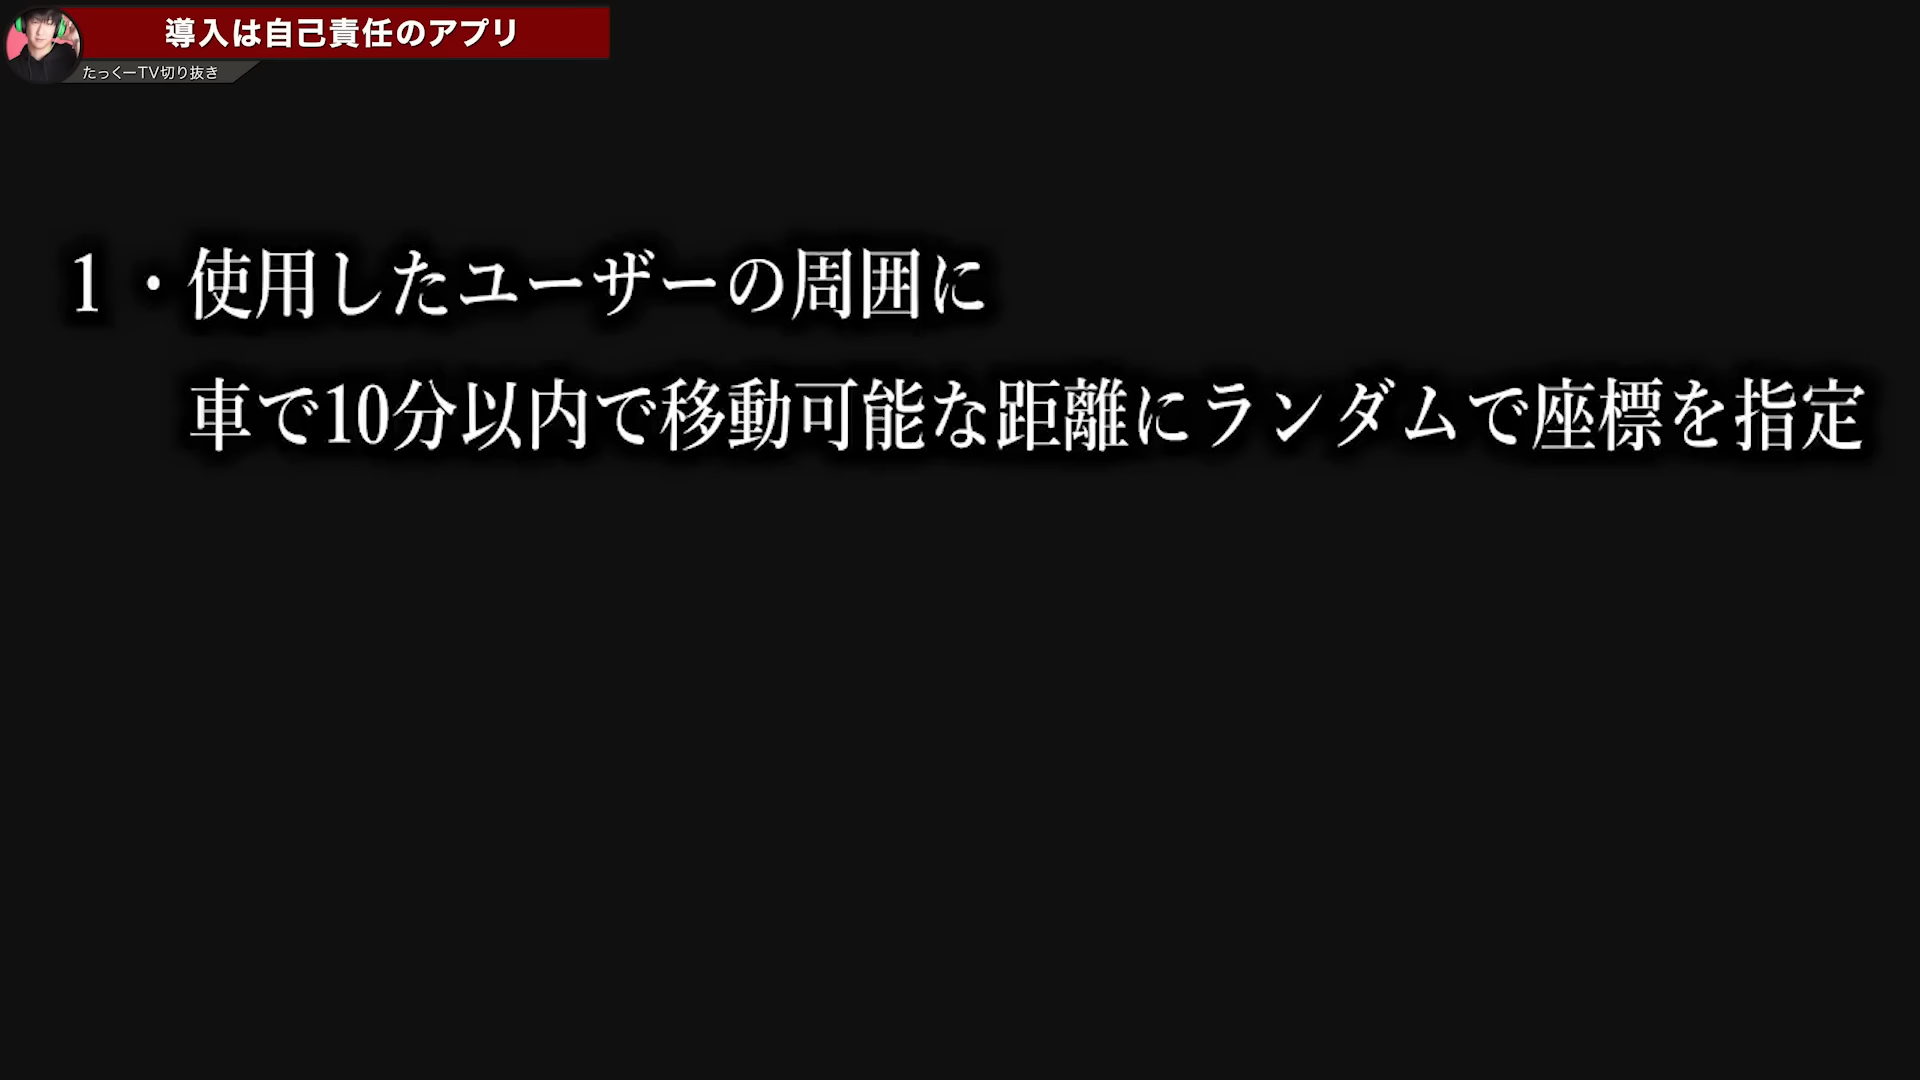 導入は自己責任のアプリ
たっくーTV切り抜き
1・使用したユーザーの周囲に
車で10分以内で移動可能な距離にランダムで座標を指定